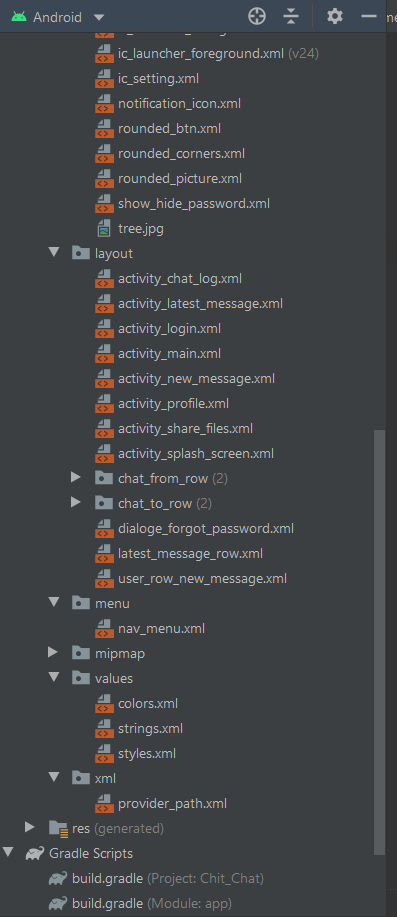 Android
ic_launcher_foreground.xml (v24)
ic_setting.xml
notification_icon.xml
rounded_btn.xml
rounded_corners.xml
rounded_picture.xml
show_hide_password.xml
tree.jpg
layout
activity_chat_log.xml
activity_latest_message.xml
activity_login.xml
activity_main.xml
activity_new_message.xml
activity_profile.xml
activity_share_files.xml
activity_splash_screen.xml
chat_from_row (2)
chat_to_row (2)
dialoge_forgot_password.xml
latest_message_row.xml
user_row_new_message.xml
menu
nav_menu.xml
mipmap
values
colors.xml
strings.xml
styles.xml
xml
provider_path.xml
res (generated)
Gradle Scripts
build.gradle (Project: Chit_Chat)
build.gradle (Module: app)